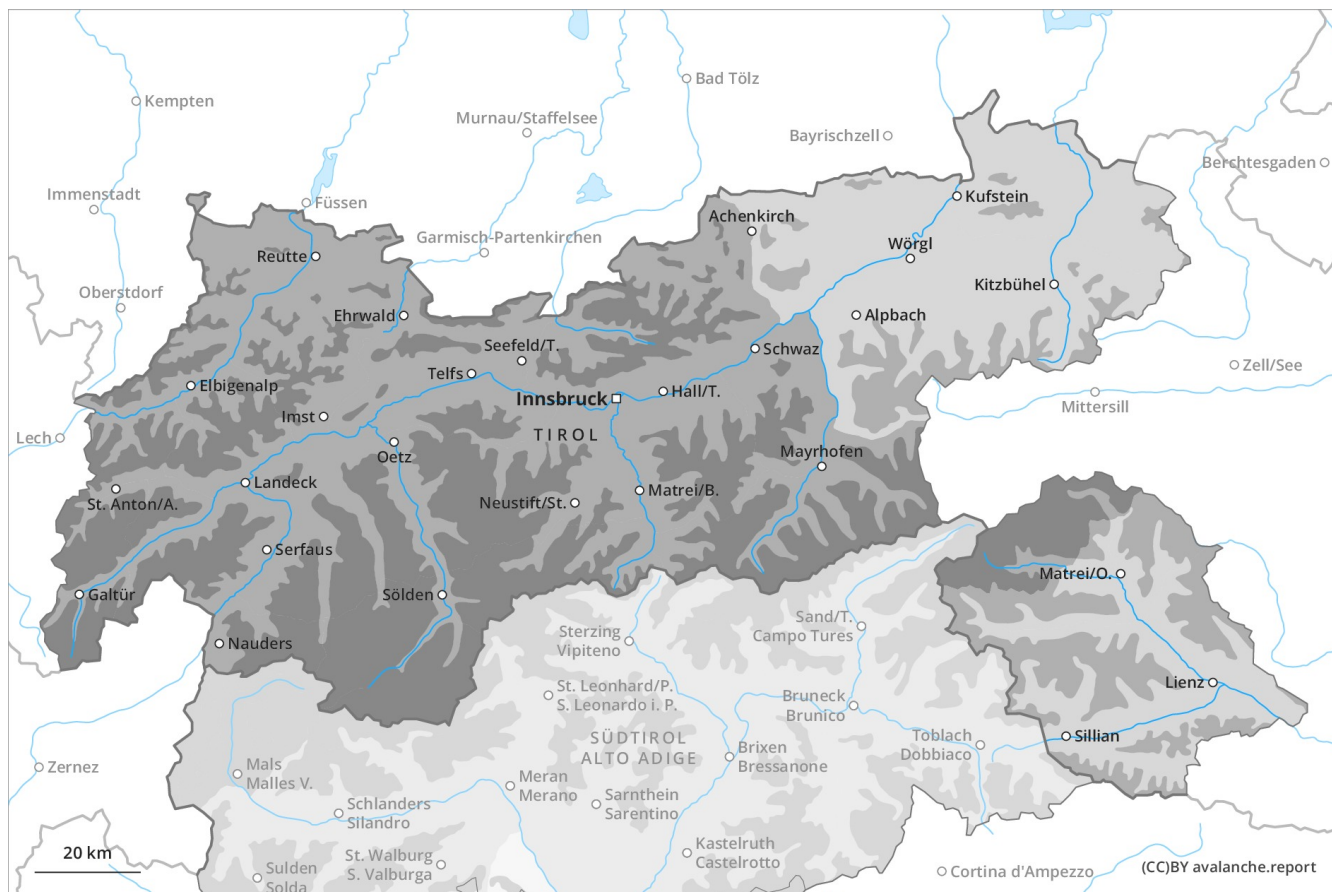 Kempten
Bad Tölz
Murnau/Staffelsee
Bayrischzell
Berchtesgaden
Immenstadt
Füssen
Kufstein
Achenkirch
Garmisch-Partenkirchen
Wörgl
Reutte
Oberstdorf
Kitzbühel
Ehrwald
Alpbach
Seefeld/T.
Schwaz
Telfs
Zell/See
Elbigenalp
Innsbruck
Hall/T.
Mittersill
Imst
TIROL
Lech
Oetz
Mayrhofen
Landeck
St. Anton/A.
Neustift/St.
Matrei/B.
Serfaus
Matrei/O.
Galtür
Sölden
Sand/T.
Campo Tures
Sterzing
Vipiteno
Nauders
Lienz
St. Leonhard/P.
S. Leonardo i. P.
Bruneck
Brunico
SÜDTIROL
ALTO ADIGE
Toblach
Dobbiaco
Sillian
Brixen
Bressanone
Zernez
Mals
Malles V.
Meran
Merano
Sarnthein
Sarentino
Schlanders
Silandro
20 km
St. Walburg
S. Valburga
Kastelruth
Castelrotto
Sulden
Solda
Cortina d'Ampezzo
(CC)BY avalanche.report